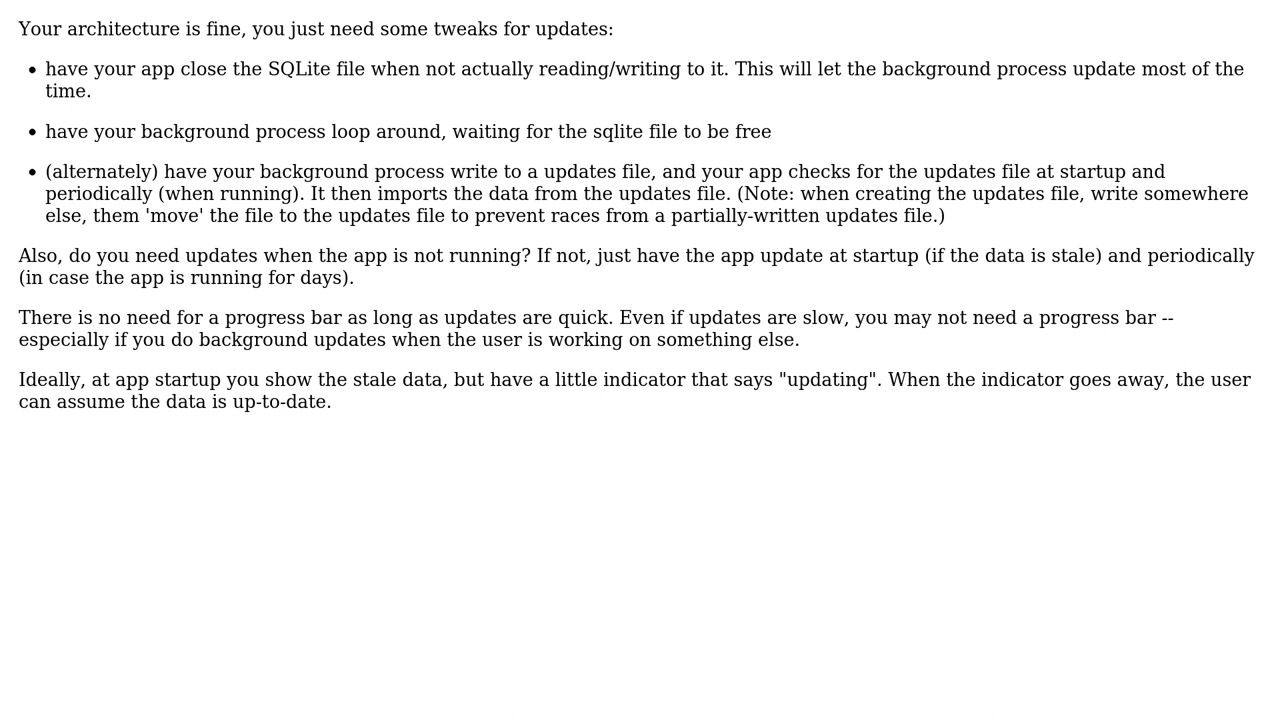 Your architecture is fine, you just need some tweaks for updates:
• have your app close the SQLite file when not actually reading/writing to it. This will let the background process update most of the
time.
• have your background process loop around, waiting for the sqlite file to be free
• (alternately) have your background process write to a updates file, and your app checks for the updates file at startup and
periodically (when running). It then imports the data from the updates file. (Note: when creating the updates file, write somewhere
else, them 'move' the file to the updates file to prevent races from a partially-written updates file.)
Also, do you need updates when the app is not running? If not, just have the app update at startup (if the data is stale) and periodically
(in case the app is running for days).
There is no need for a progress bar as long as updates are quick. Even if updates are slow, you may not need a progress bar --
especially if you do background updates when the user is working on something else.
Ideally, at app startup you show the stale data, but have a little indicator that says "updating". When the indicator goes away, the user
can assume the data is up-to-date.